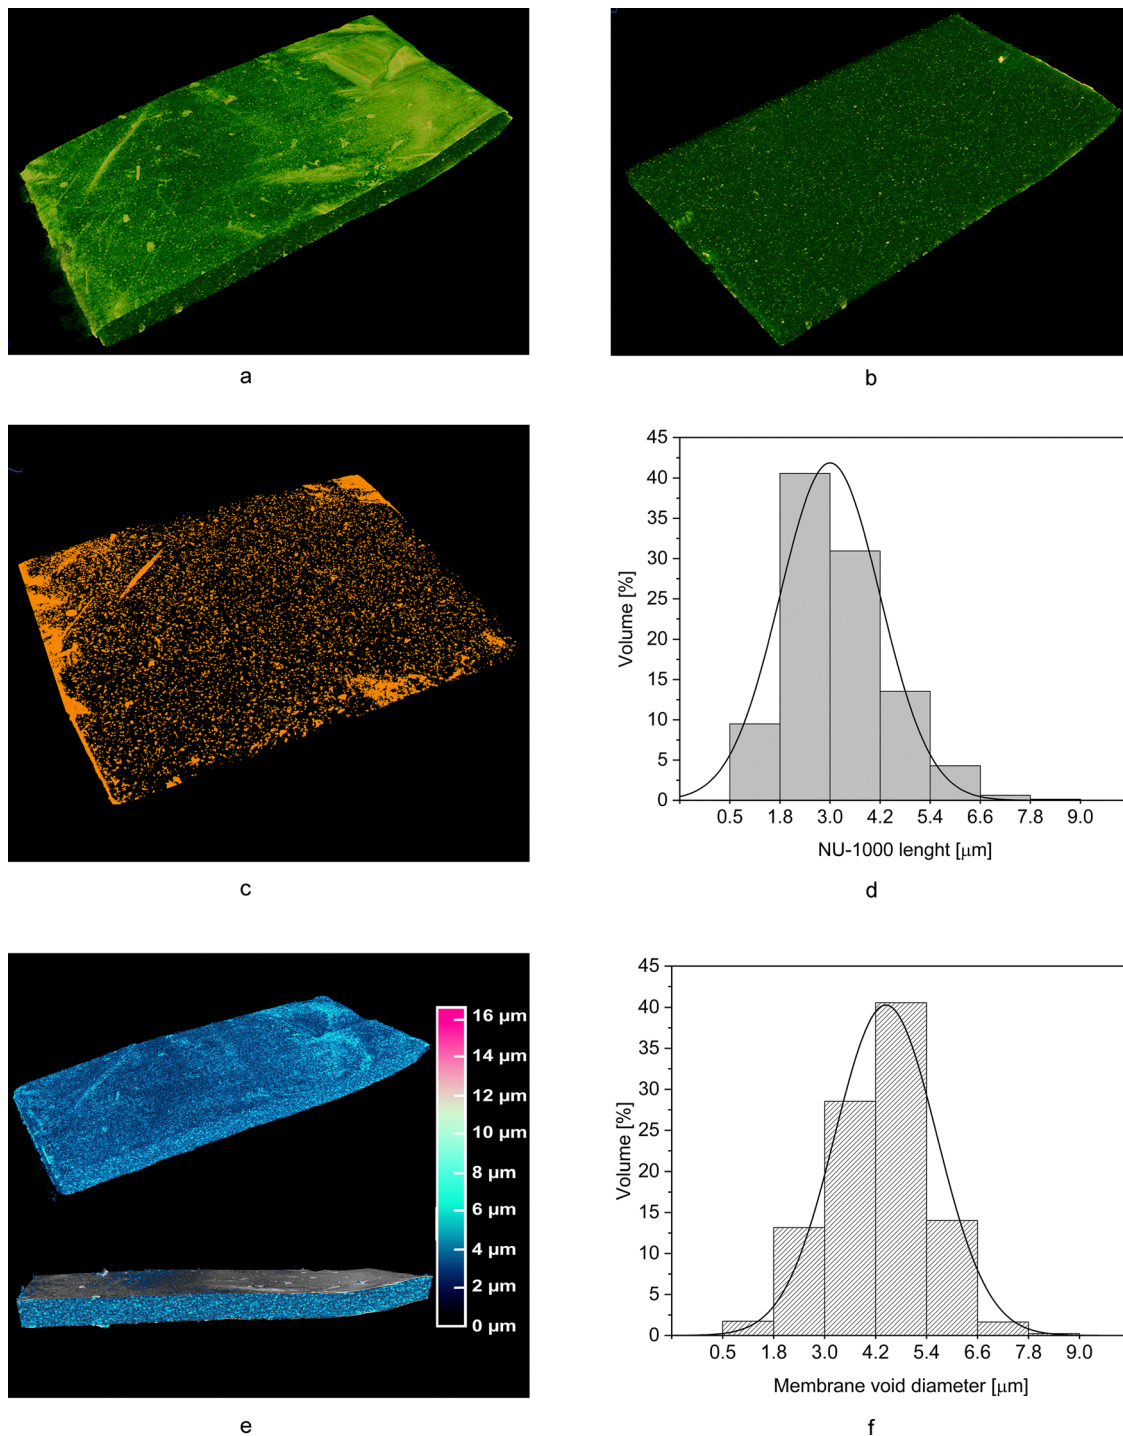 a
b
c
45
40
35
30
25
20
15
10
5
0
Volume [%]
0.5 1.8 3.0 4.2 5.4 6.6 7.8 9.0
NU-1000 lenght [μm]
d
16 μm
14 μm
12 μm
10 μm
8 μm
6 μm
4 μm
2 μm
0 μm
e
45
40
35
30
25
20
15
10
5
0
Volume [%]
0.5 1.8 3.0 4.2 5.4 6.6 7.8 9.0
Membrane void diameter [μm]
f